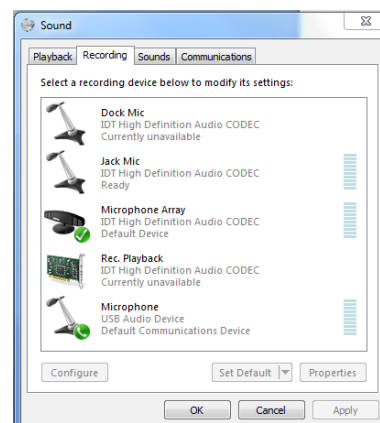 Sound
Playback Recording Sounds Communications
Select a recording device below to modify its settings:
Dock Mic
IDT High Definition Audio CODEC
Currently unavailable
Jack Mic
IDT High Definition Audio CODEC
Ready
Microphone Array
IDT High Definition Audio CODEC
Default Device
Rec. Playback
IDT High Definition Audio CODEC
Currently unavailable
Microphone
USB Audio Device
Default Communications Device
Configure Set Default Properties
OK Cancel Apply